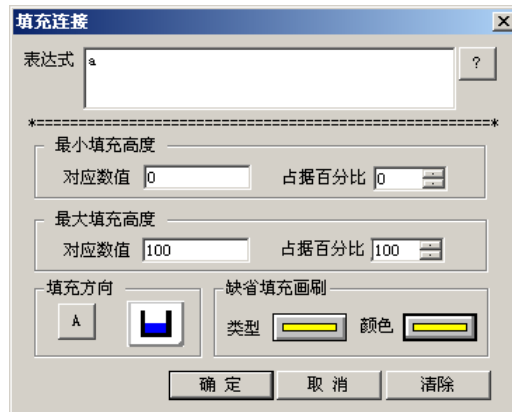 填充连接
表达式 a ?
*==================================================*
最小填充高度
对应数值 0 占据百分比 0
最大填充高度
对应数值 100 占据百分比 100
填充方向 缺省填充画刷
A 类型 颜色
确 定 取 消 清除